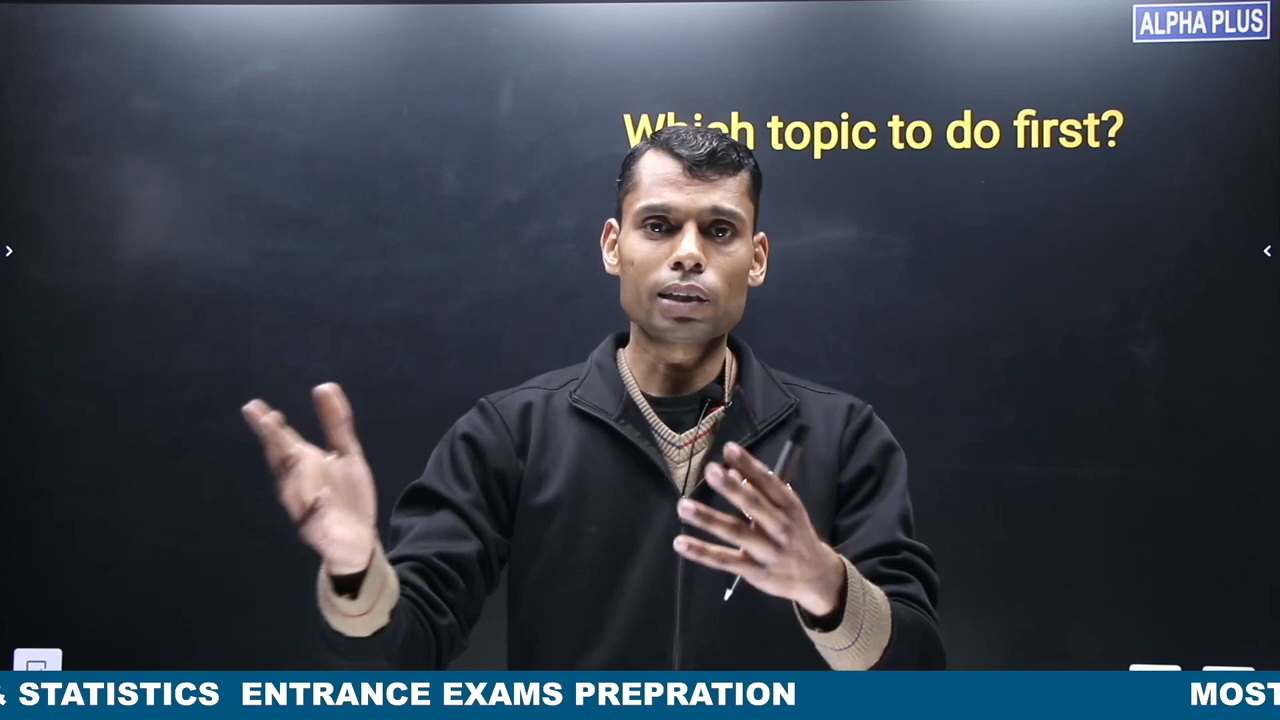 ALPHA PLUS
Which topic to do first?
& STATISTICS ENTRANCE EXAMS PREPRATION MOST